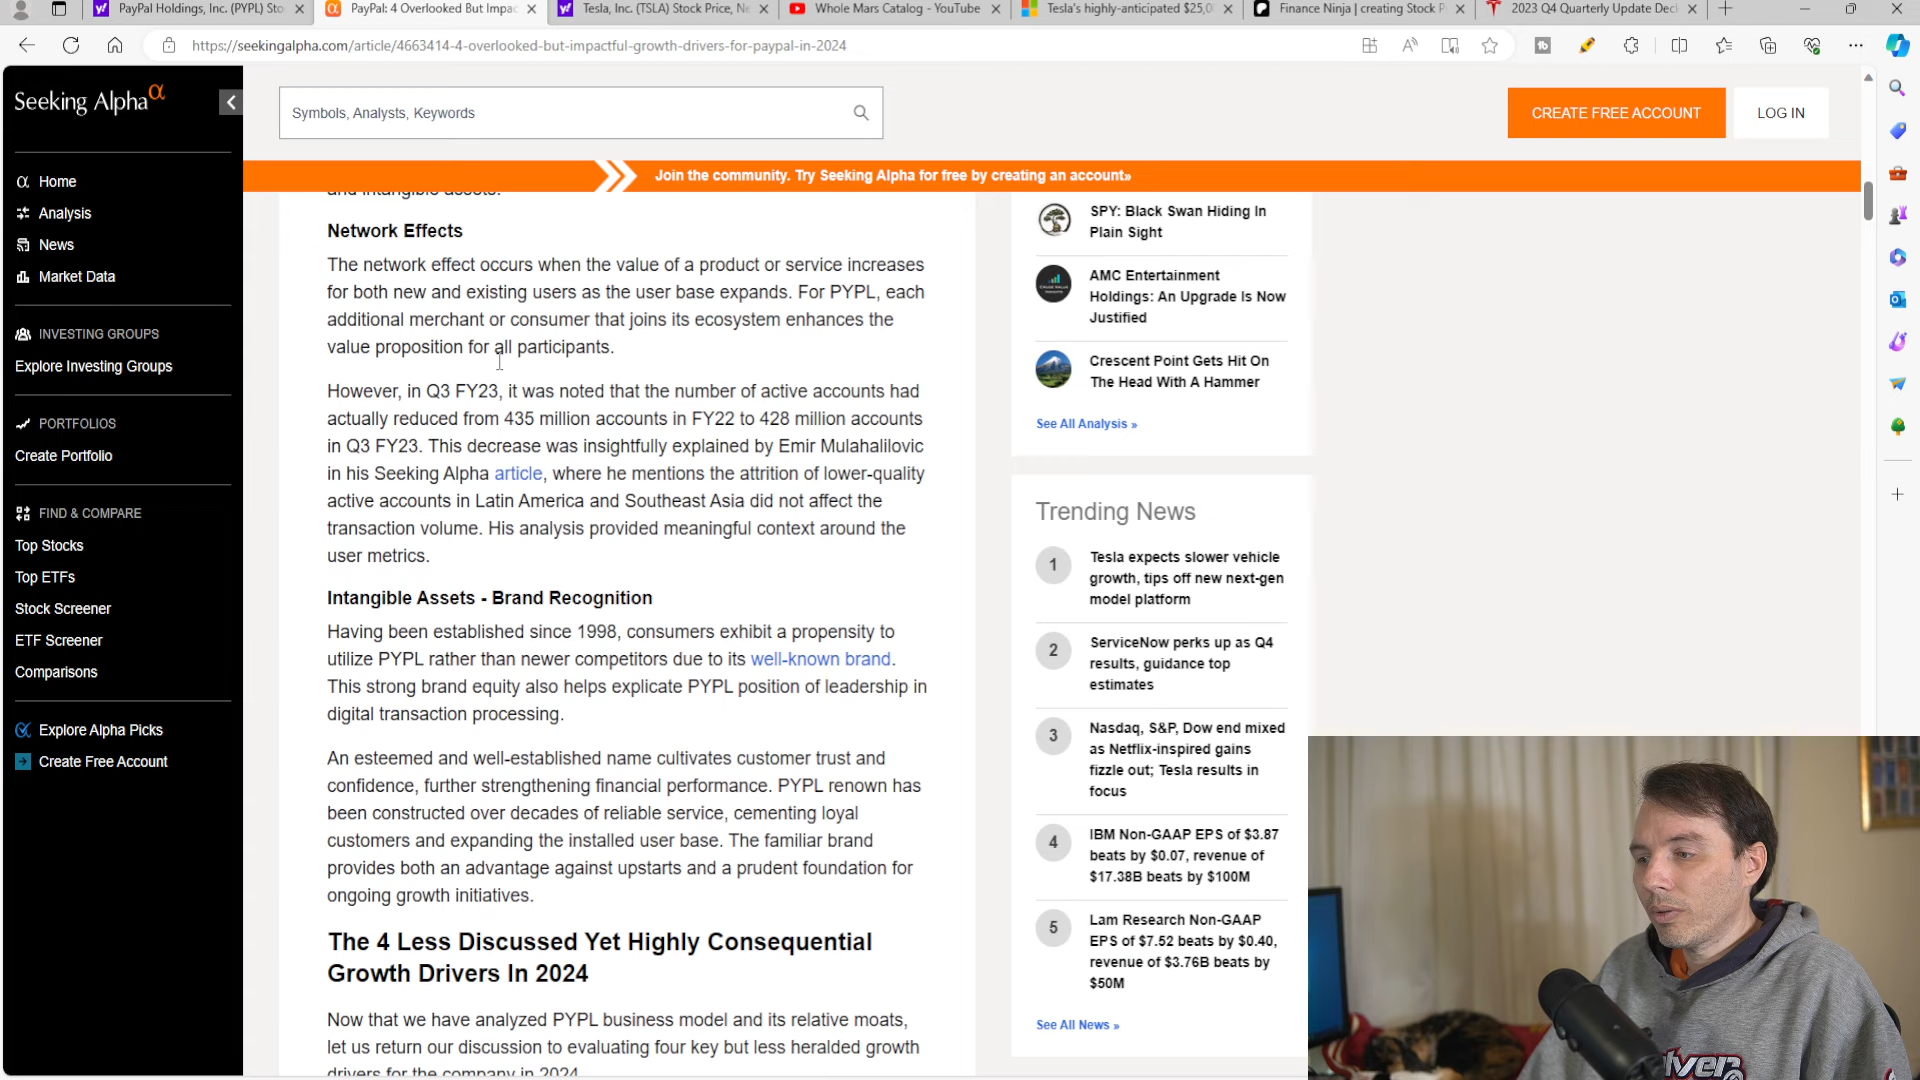 PayPal Holdings, Inc. (PYPL) Sto
PayPal: 4 Overlooked But Impac
Tesla, Inc. (TSLA) Stock Price, Ne
Whole Mars Catalog - YouTube
Tesla's highly-anticipated $25,0
Finance Ninja | creating Stock P
2023 Q4 Quarterly Update Deck
https://seekingalpha.com/article/4663414-4-overlooked-but-impactful-growth-drivers-for-paypal-in-2024
Seeking Alpha α
Symbols, Analysts, Keywords
CREATE FREE ACCOUNT
LOG IN
Join the community. Try Seeking Alpha for free by creating an account»
Home
Analysis
News
Market Data
INVESTING GROUPS
Explore Investing Groups
PORTFOLIOS
Create Portfolio
FIND & COMPARE
Top Stocks
Top ETFs
Stock Screener
ETF Screener
Comparisons
Explore Alpha Picks
Create Free Account
and intangible assets.
Network Effects
The network effect occurs when the value of a product or service increases
for both new and existing users as the user base expands. For PYPL, each
additional merchant or consumer that joins its ecosystem enhances the
value proposition for all participants.
However, in Q3 FY23, it was noted that the number of active accounts had
actually reduced from 435 million accounts in FY22 to 428 million accounts
in Q3 FY23. This decrease was insightfully explained by Emir Mulahalilovic
in his Seeking Alpha article, where he mentions the attrition of lower-quality
active accounts in Latin America and Southeast Asia did not affect the
transaction volume. His analysis provided meaningful context around the
user metrics.
Intangible Assets - Brand Recognition
Having been established since 1998, consumers exhibit a propensity to
utilize PYPL rather than newer competitors due to its well-known brand.
This strong brand equity also helps explicate PYPL position of leadership in
digital transaction processing.
An esteemed and well-established name cultivates customer trust and
confidence, further strengthening financial performance. PYPL renown has
been constructed over decades of reliable service, cementing loyal
customers and expanding the installed user base. The familiar brand
provides both an advantage against upstarts and a prudent foundation for
ongoing growth initiatives.
The 4 Less Discussed Yet Highly Consequential
Growth Drivers In 2024
Now that we have analyzed PYPL business model and its relative moats,
let us return our discussion to evaluating four key but less heralded growth
drivers for the company in 2024.
SPY: Black Swan Hiding In
Plain Sight
AMC Entertainment
Holdings: An Upgrade Is Now
Justified
Crescent Point Gets Hit On
The Head With A Hammer
See All Analysis »
Trending News
1
Tesla expects slower vehicle
growth, tips off new next-gen
model platform
2
ServiceNow perks up as Q4
results, guidance top
estimates
3
Nasdaq, S&P, Dow end mixed
as Netflix-inspired gains
fizzle out; Tesla results in
focus
4
IBM Non-GAAP EPS of $3.87
beats by $0.07, revenue of
$17.38B beats by $100M
5
Lam Research Non-GAAP
EPS of $7.52 beats by $0.40,
revenue of $3.76B beats by
$50M
See All News »